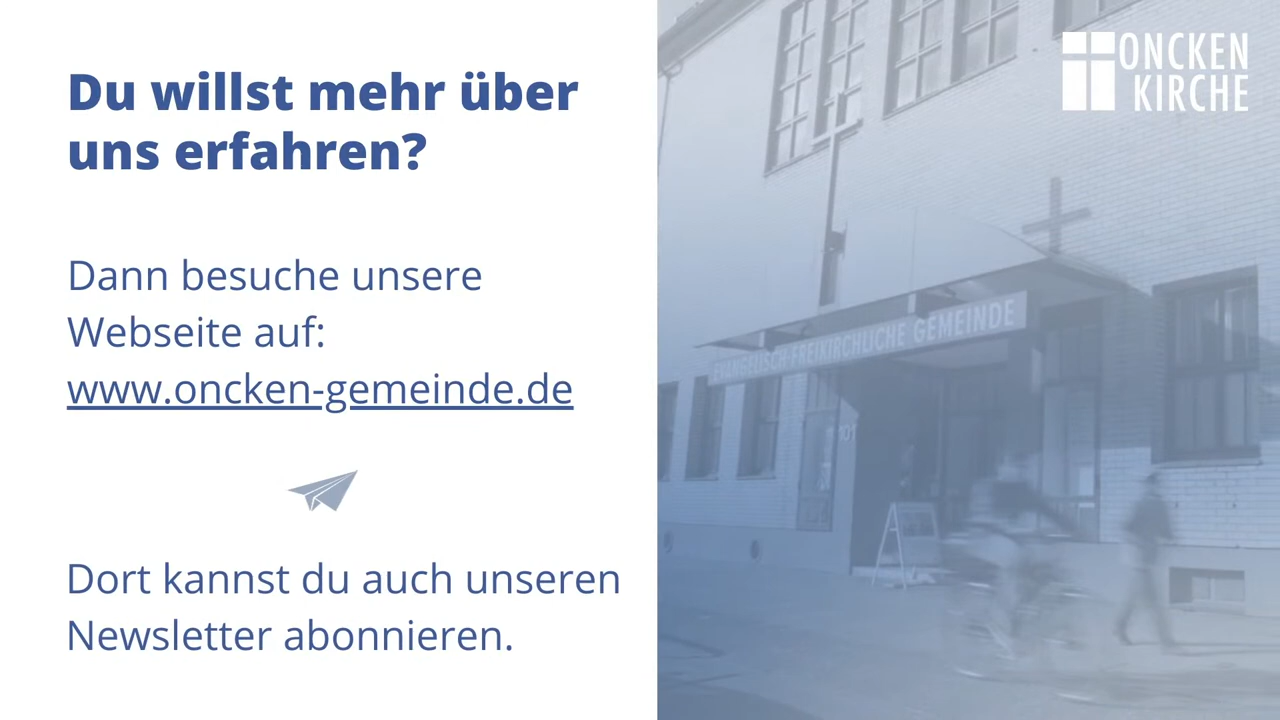 Du willst mehr über
uns erfahren?
Dann besuche unsere
Webseite auf:
www.oncken-gemeinde.de
Dort kannst du auch unseren
Newsletter abonnieren.
ONCKEN
KIRCHE
EVANGELISCH-FREIKIRCHLICHE GEMEINDE
101